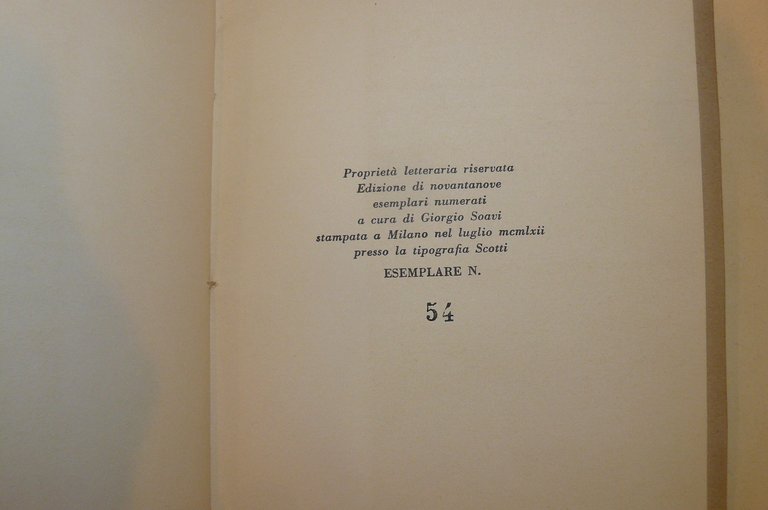 Proprietà letteraria riservata
Edizione di novantanove
esemplari numerati
a cura di Giorgio Soavi
stampata a Milano nel luglio mcmlxii
presso la tipografia Scotti
ESEMPLARE N.
54